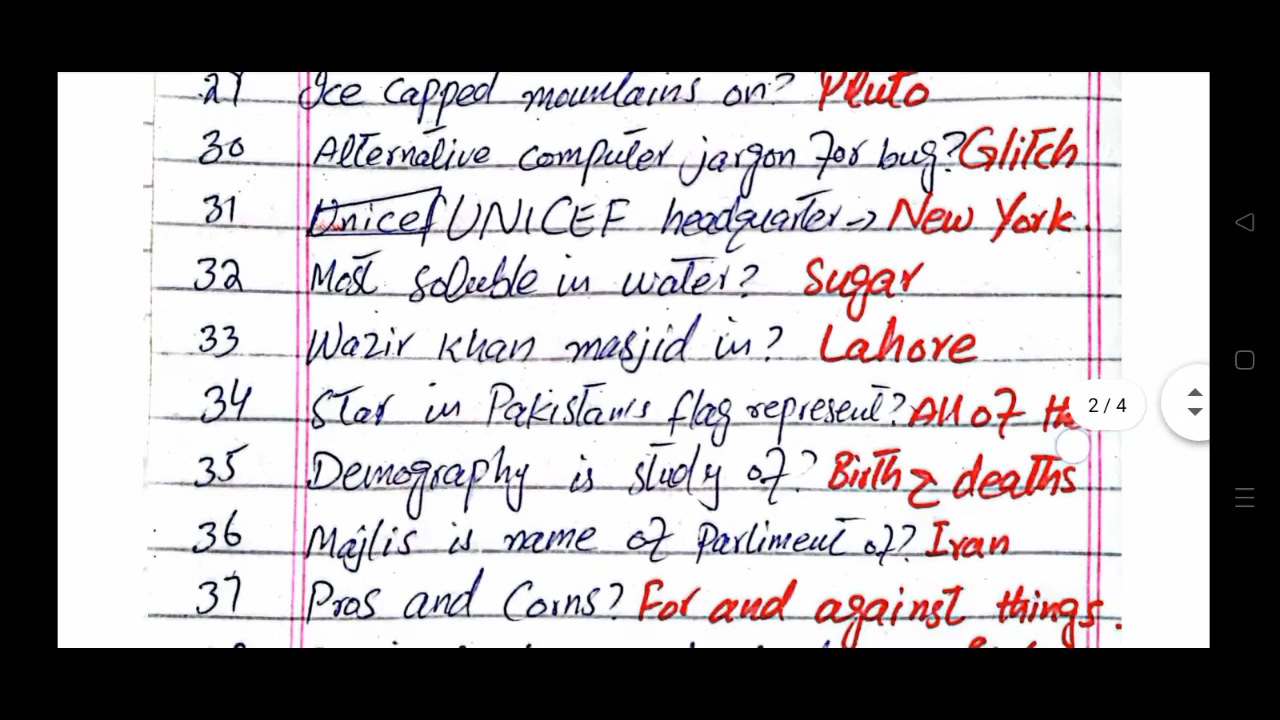 29 Ice capped mountains on? Pluto
30 Alternative computer jargon for bug? Glitch
31 Unicef UNICEF headquarter → New York.
32 Most soluble in water? Sugar
33 Wazir Khan masjid in? Lahore
34 Star in Pakistan's flag represent? All of th
2 / 4
35 Demography is study of? Birth & deaths
36 Majlis is name of Parliment of? Iran
37 Pros and Corns? For and against things.